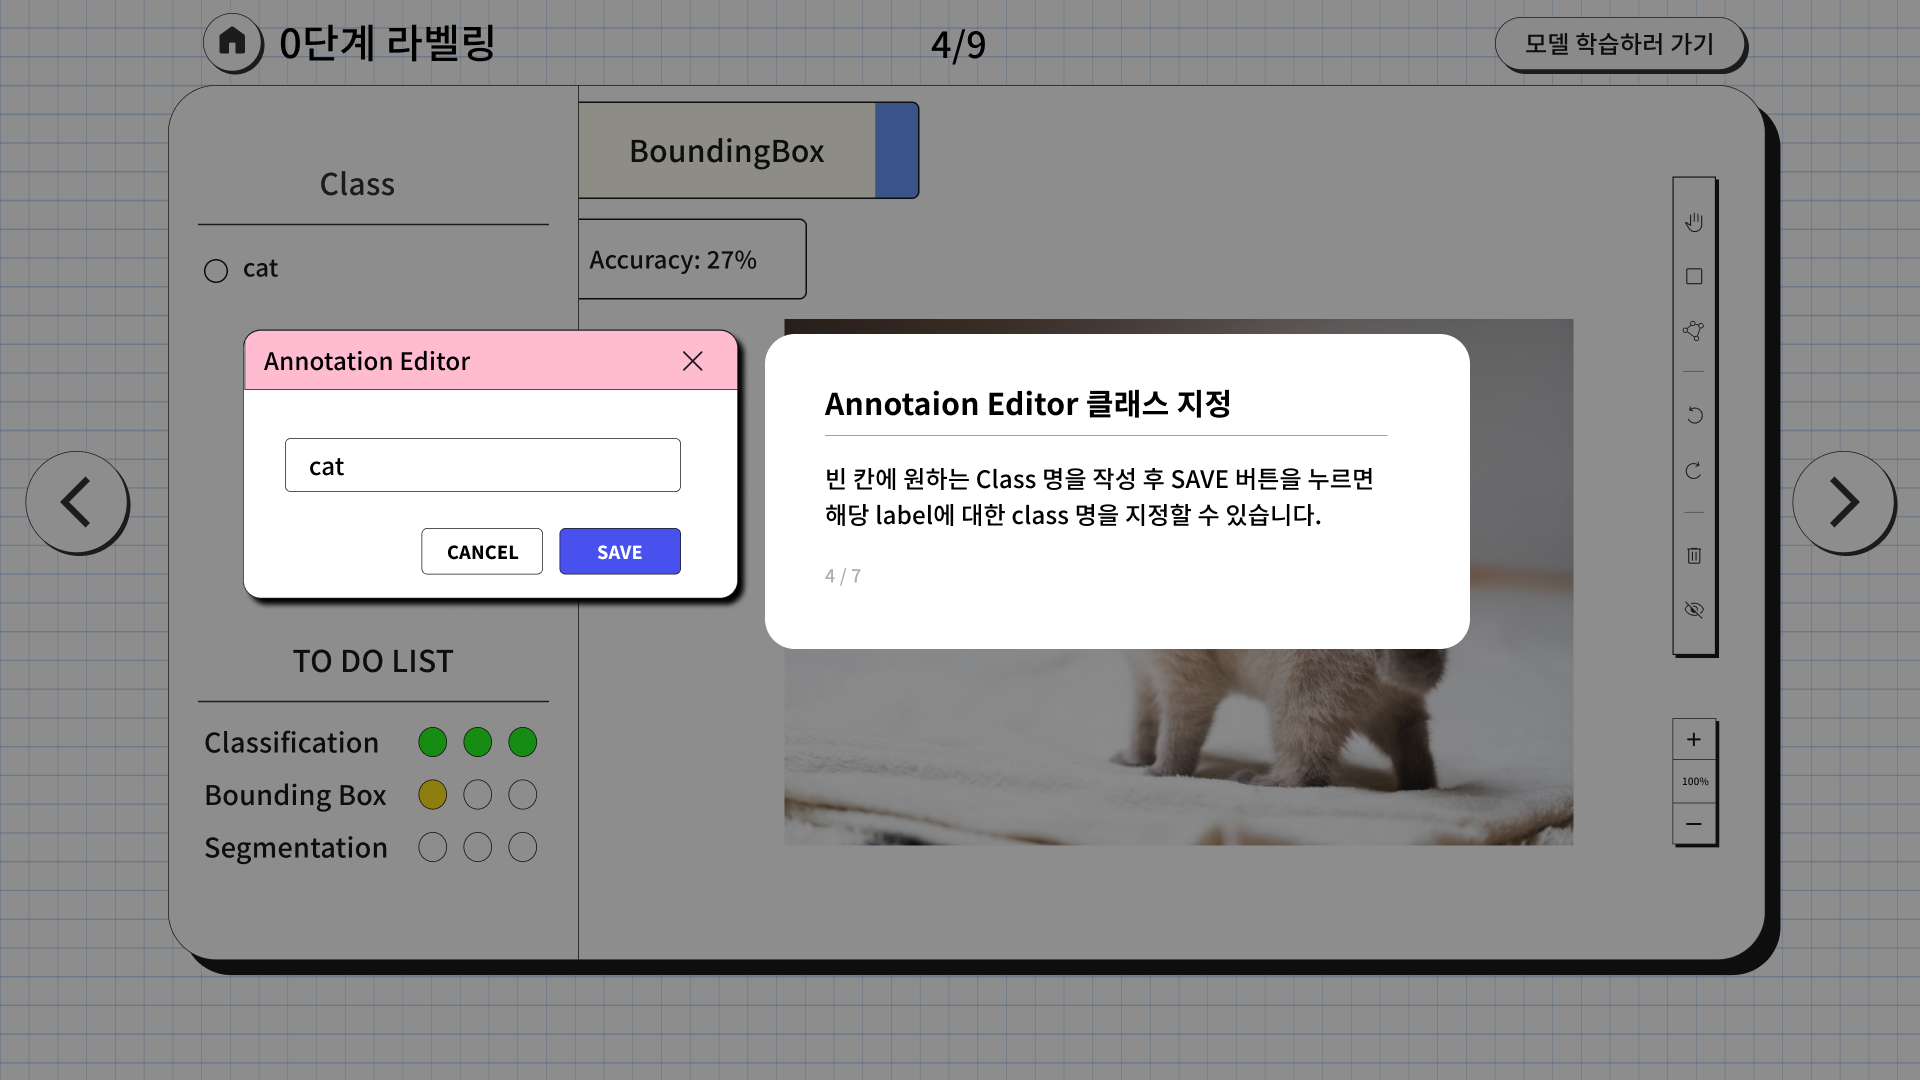 0단계 라벨링
4/9
모델 학습하러 가기
Class
cat
BoundingBox
Accuracy: 27%
Annotation Editor
cat
CANCEL
SAVE
Annotaion Editor 클래스 지정
빈 칸에 원하는 Class 명을 작성 후 SAVE 버튼을 누르면
해당 label에 대한 class 명을 지정할 수 있습니다.
4 / 7
TO DO LIST
Classification
Bounding Box
Segmentation
+
100%
−